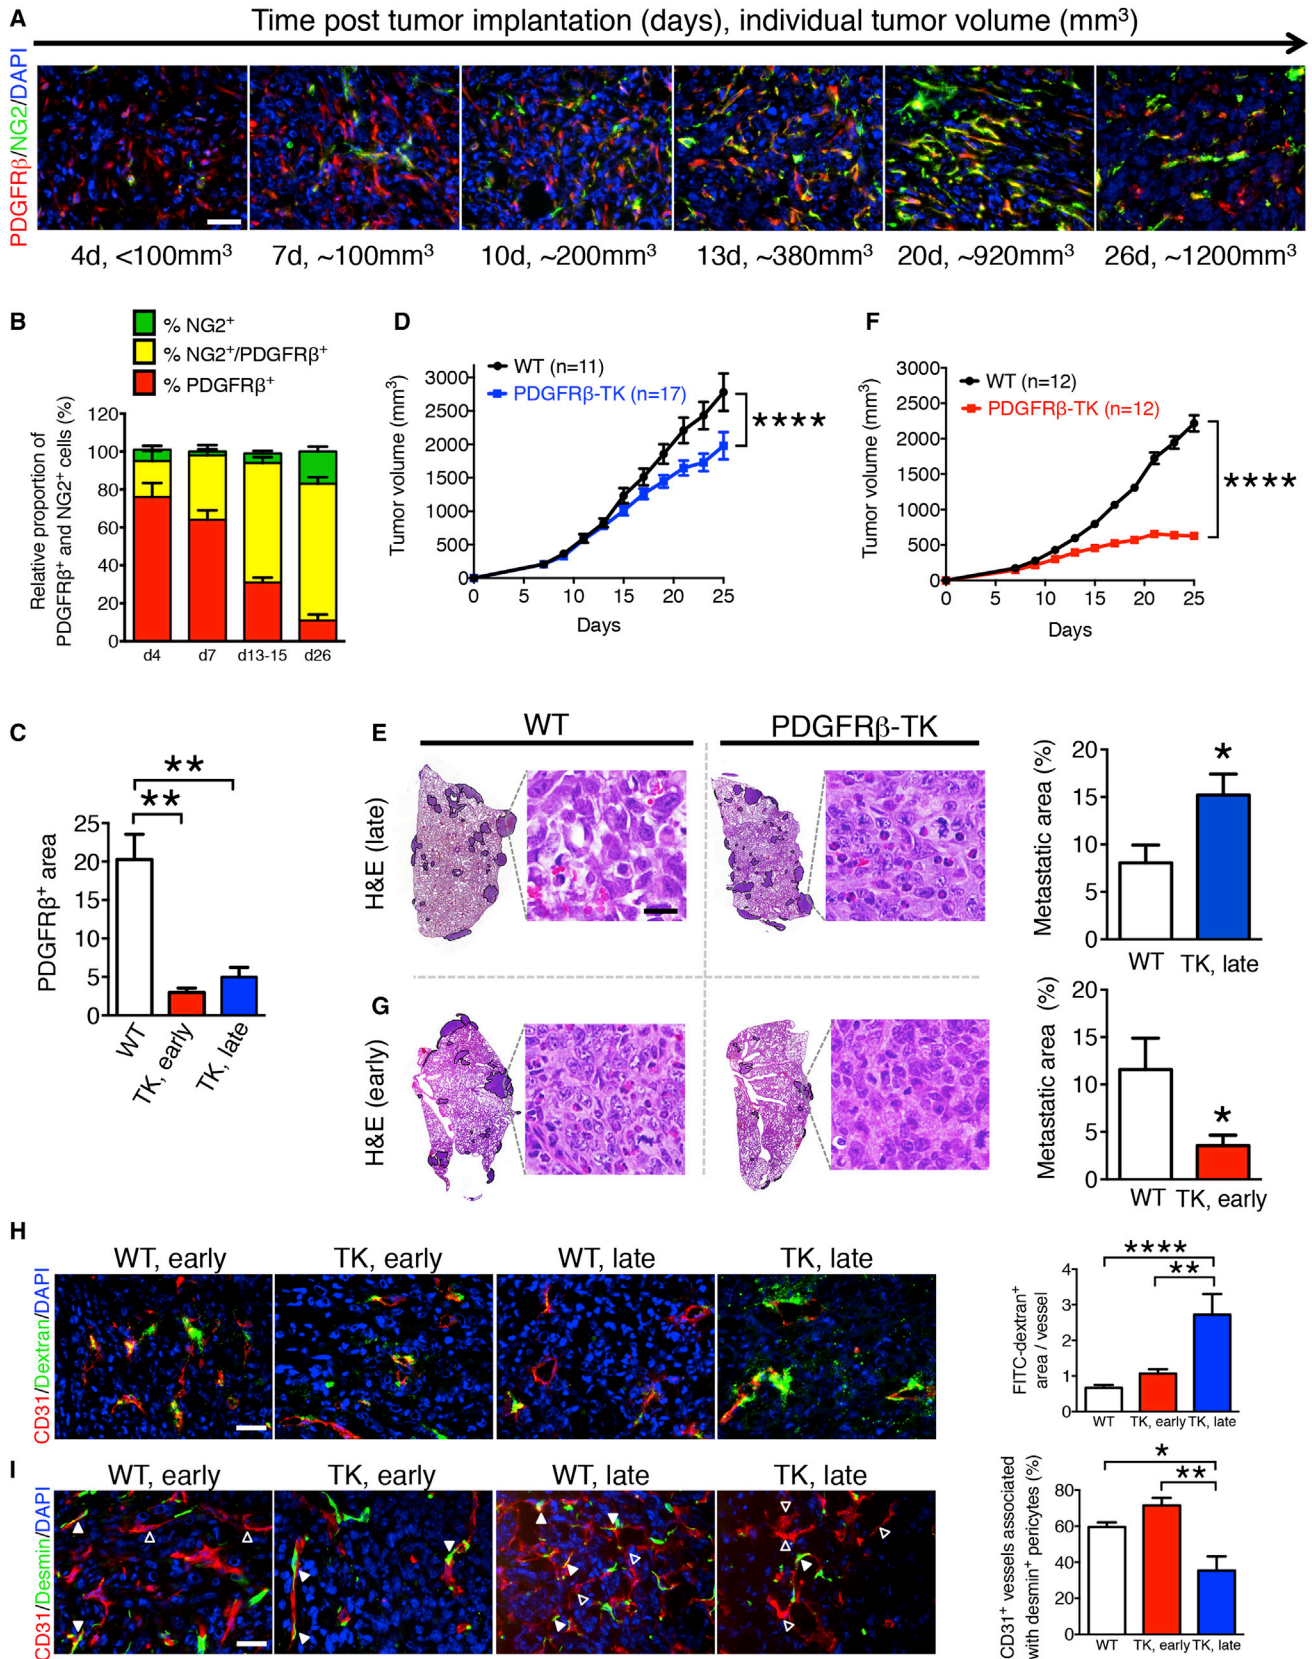 A
Time post tumor implantation (days), individual tumor volume (mm³)
PDGFRβ/NG2/DAPI
4d, <100mm³
7d, ~100mm³
10d, ~200mm³
13d, ~380mm³
20d, ~920mm³
26d, ~1200mm³
B
% NG2⁺
% NG2⁺/PDGFRβ⁺
% PDGFRβ⁺
Relative proportion of
PDGFRβ⁺ and NG2⁺ cells (%)
120
100
80
60
40
20
0
d4
d7
d13-15
d26
D
WT (n=11)
PDGFRβ-TK (n=17)
Tumor volume (mm³)
3000
2500
2000
1500
1000
500
0
0
5
10
15
20
25
Days
****
F
WT (n=12)
PDGFRβ-TK (n=12)
Tumor volume (mm³)
3000
2500
2000
1500
1000
500
0
0
5
10
15
20
25
Days
****
C
PDGFRβ⁺ area
25
20
15
10
5
0
**
**
WT
TK, early
TK, late
E
WT
PDGFRβ-TK
H&E (late)
Metastatic area (%)
20
15
10
5
0
*
WT
TK, late
G
H&E (early)
Metastatic area (%)
20
15
10
5
0
*
WT
TK, early
H
WT, early
TK, early
WT, late
TK, late
CD31/Dextran/DAPI
FITC-dextran⁺
area / vessel
4
3
2
1
0
****
**
WT
TK, early
TK, late
I
WT, early
TK, early
WT, late
TK, late
CD31/Desmin/DAPI
CD31⁺ vessels associated
with desmin⁺ pericytes (%)
80
60
40
20
0
*
**
WT
TK, early
TK, late